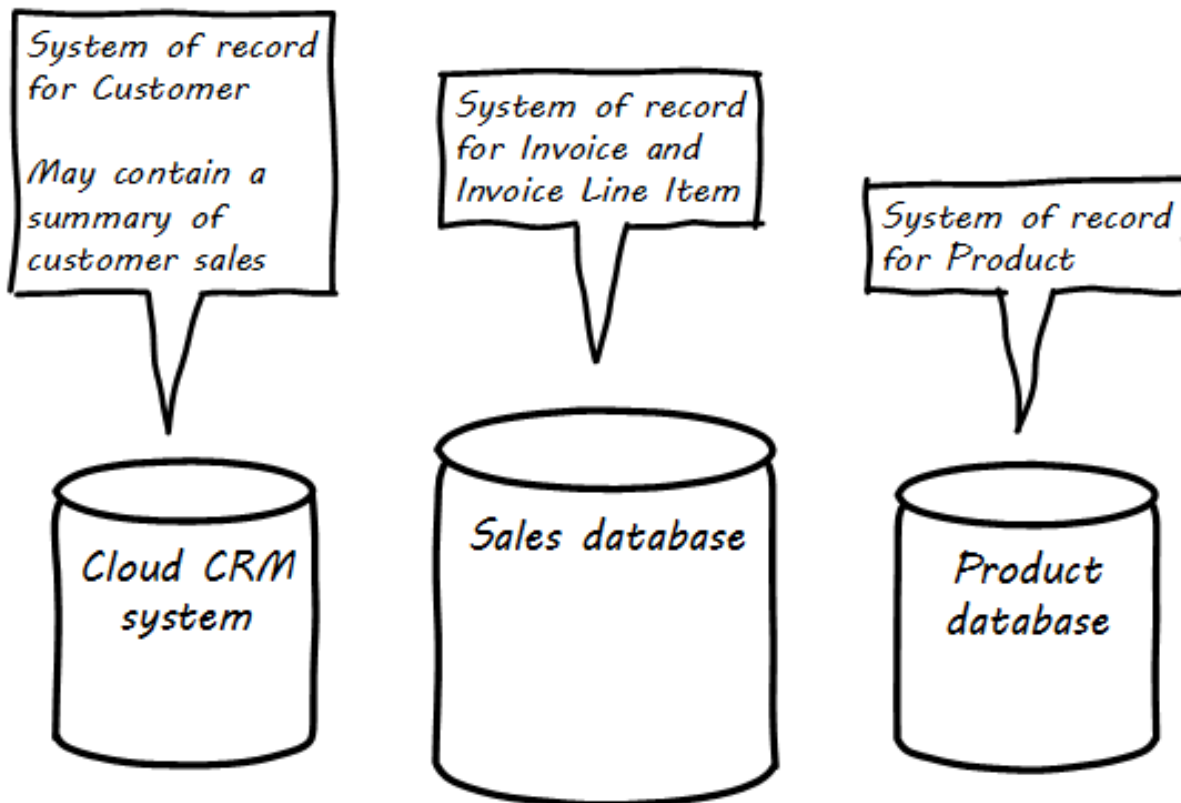 System of record
for Customer
May contain a
summary of
customer sales
System of record
for Invoice and
Invoice Line Item
System of record
for Product
Cloud CRM
system
Sales database
Product
database